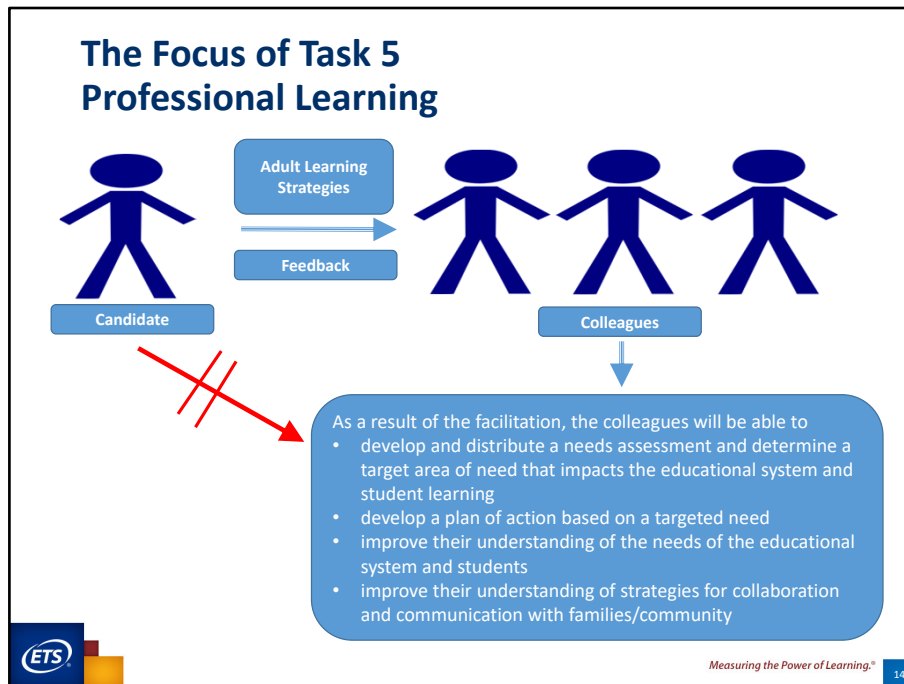 The Focus of Task 5
Professional Learning
Adult Learning
Strategies
Feedback
Candidate
Colleagues
As a result of the facilitation, the colleagues will be able to
• develop and distribute a needs assessment and determine a
target area of need that impacts the educational system and
student learning
• develop a plan of action based on a targeted need
• improve their understanding of the needs of the educational
system and students
• improve their understanding of strategies for collaboration
and communication with families/community
ETS®
Measuring the Power of Learning.®
14